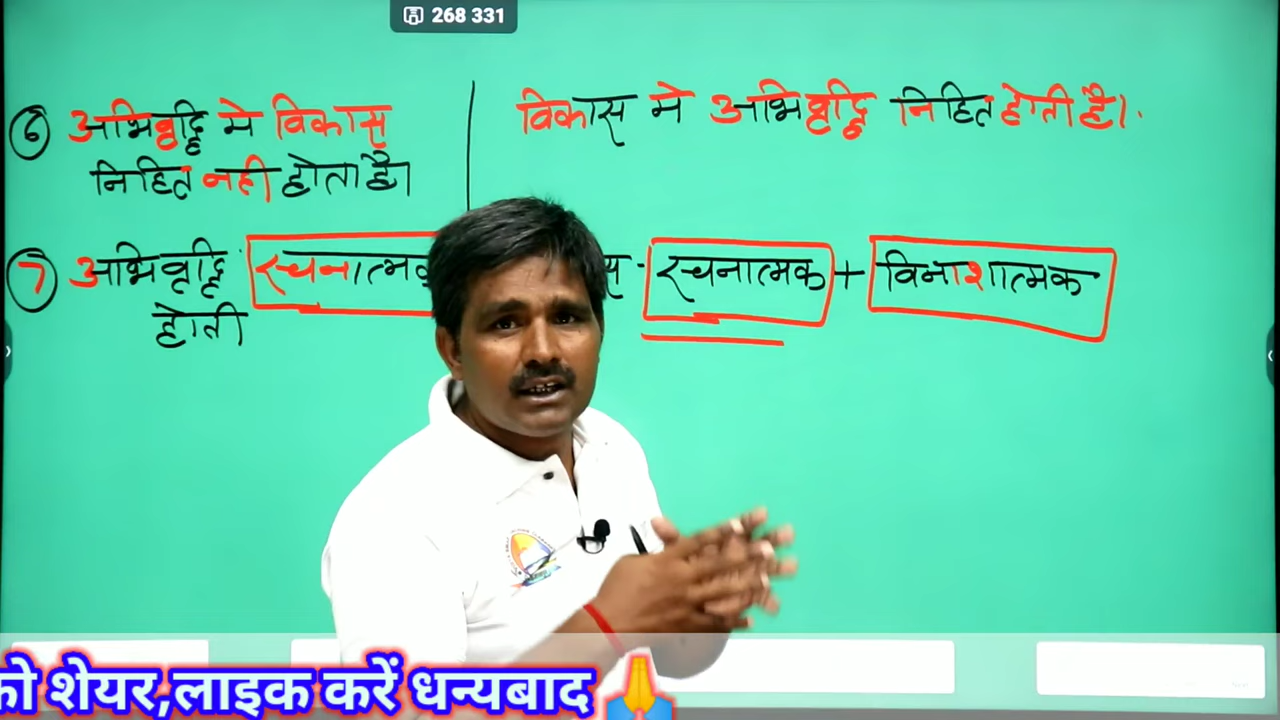 268 331
⑥ अभिवृद्धि मे विकास
निहित नही होता है।
विकास मे अभिवृद्धि निहित होती है।
⑦ अभिवृद्धि रचनात्मक
होती
रचनात्मक + विनाशात्मक
को शेयर,लाइक करें धन्यबाद 🙏